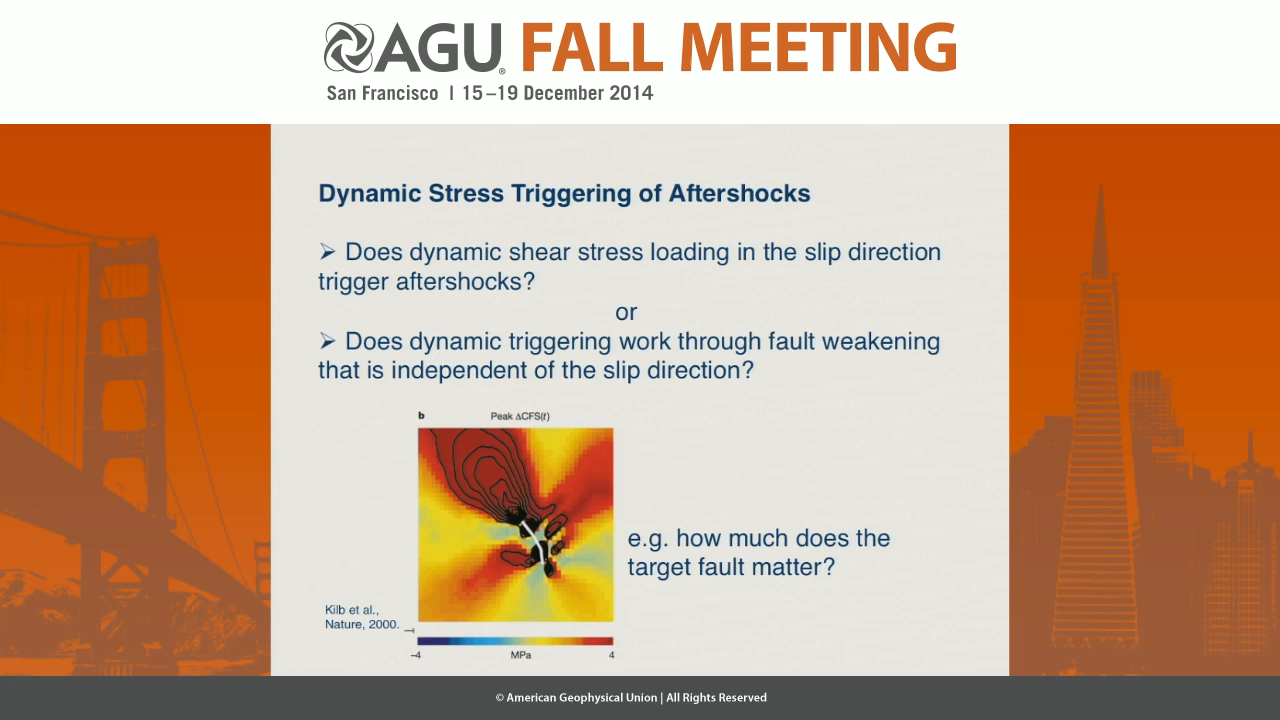 AGU® FALL MEETING
San Francisco | 15–19 December 2014
Dynamic Stress Triggering of Aftershocks
➢ Does dynamic shear stress loading in the slip direction
trigger aftershocks?
or
➢ Does dynamic triggering work through fault weakening
that is independent of the slip direction?
b Peak ΔCFS(t)
e.g. how much does the
target fault matter?
Kilb et al.,
Nature, 2000.
–4 MPa 4
© American Geophysical Union | All Rights Reserved